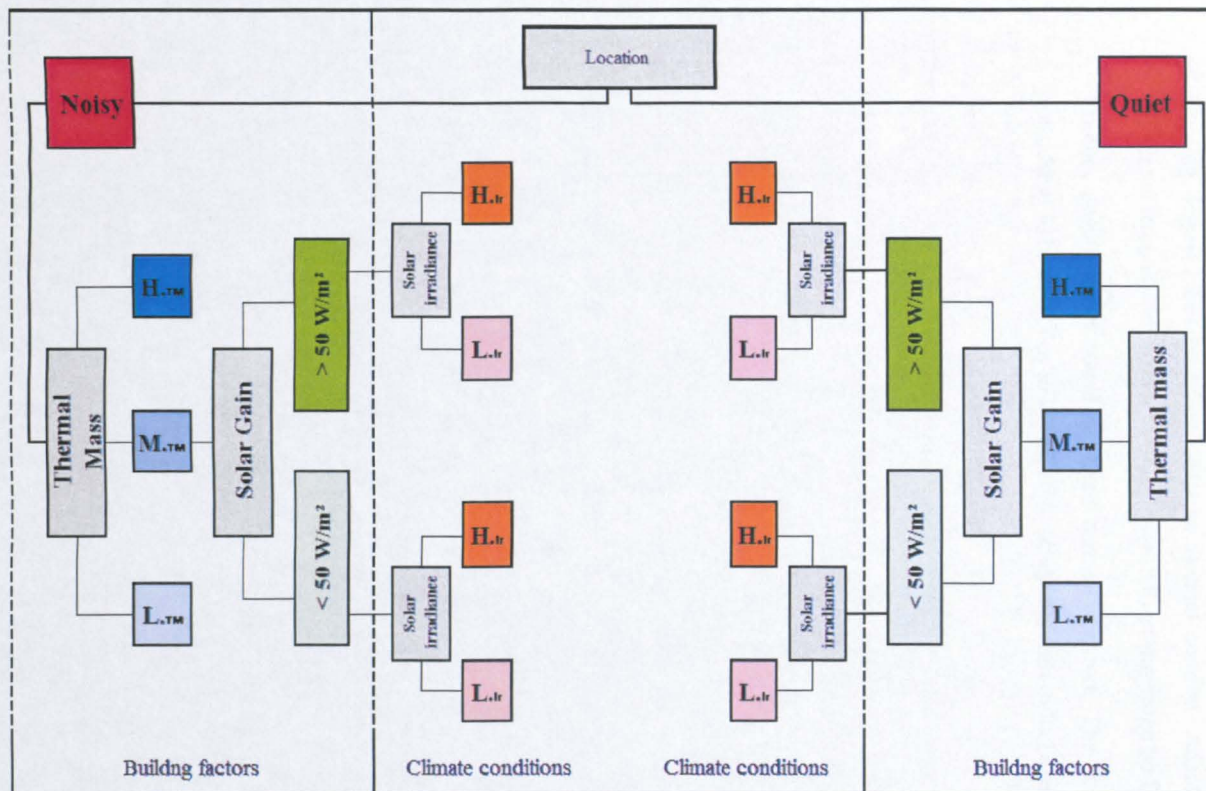 Location
Noisy
Quiet
H.Ir
H.Ir
Solar
irradiance
Solar
irradiance
L.Ir
L.Ir
H.TM
> 50 W/m²
> 50 W/m²
H.TM
Thermal
Mass
M.TM
Solar Gain
Solar Gain
M.TM
Thermal mass
< 50 W/m²
< 50 W/m²
H.Ir
H.Ir
Solar
irradiance
Solar
irradiance
L.TM
L.TM
L.Ir
L.Ir
Buildng factors
Climate conditions
Climate conditions
Buildng factors